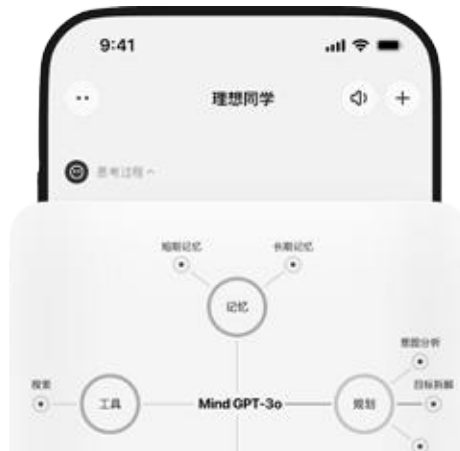 9:41
理想同学
思考过程
短期记忆
长期记忆
记忆
意图分析
搜索
工具
Mind GPT-3o
规划
目标拆解